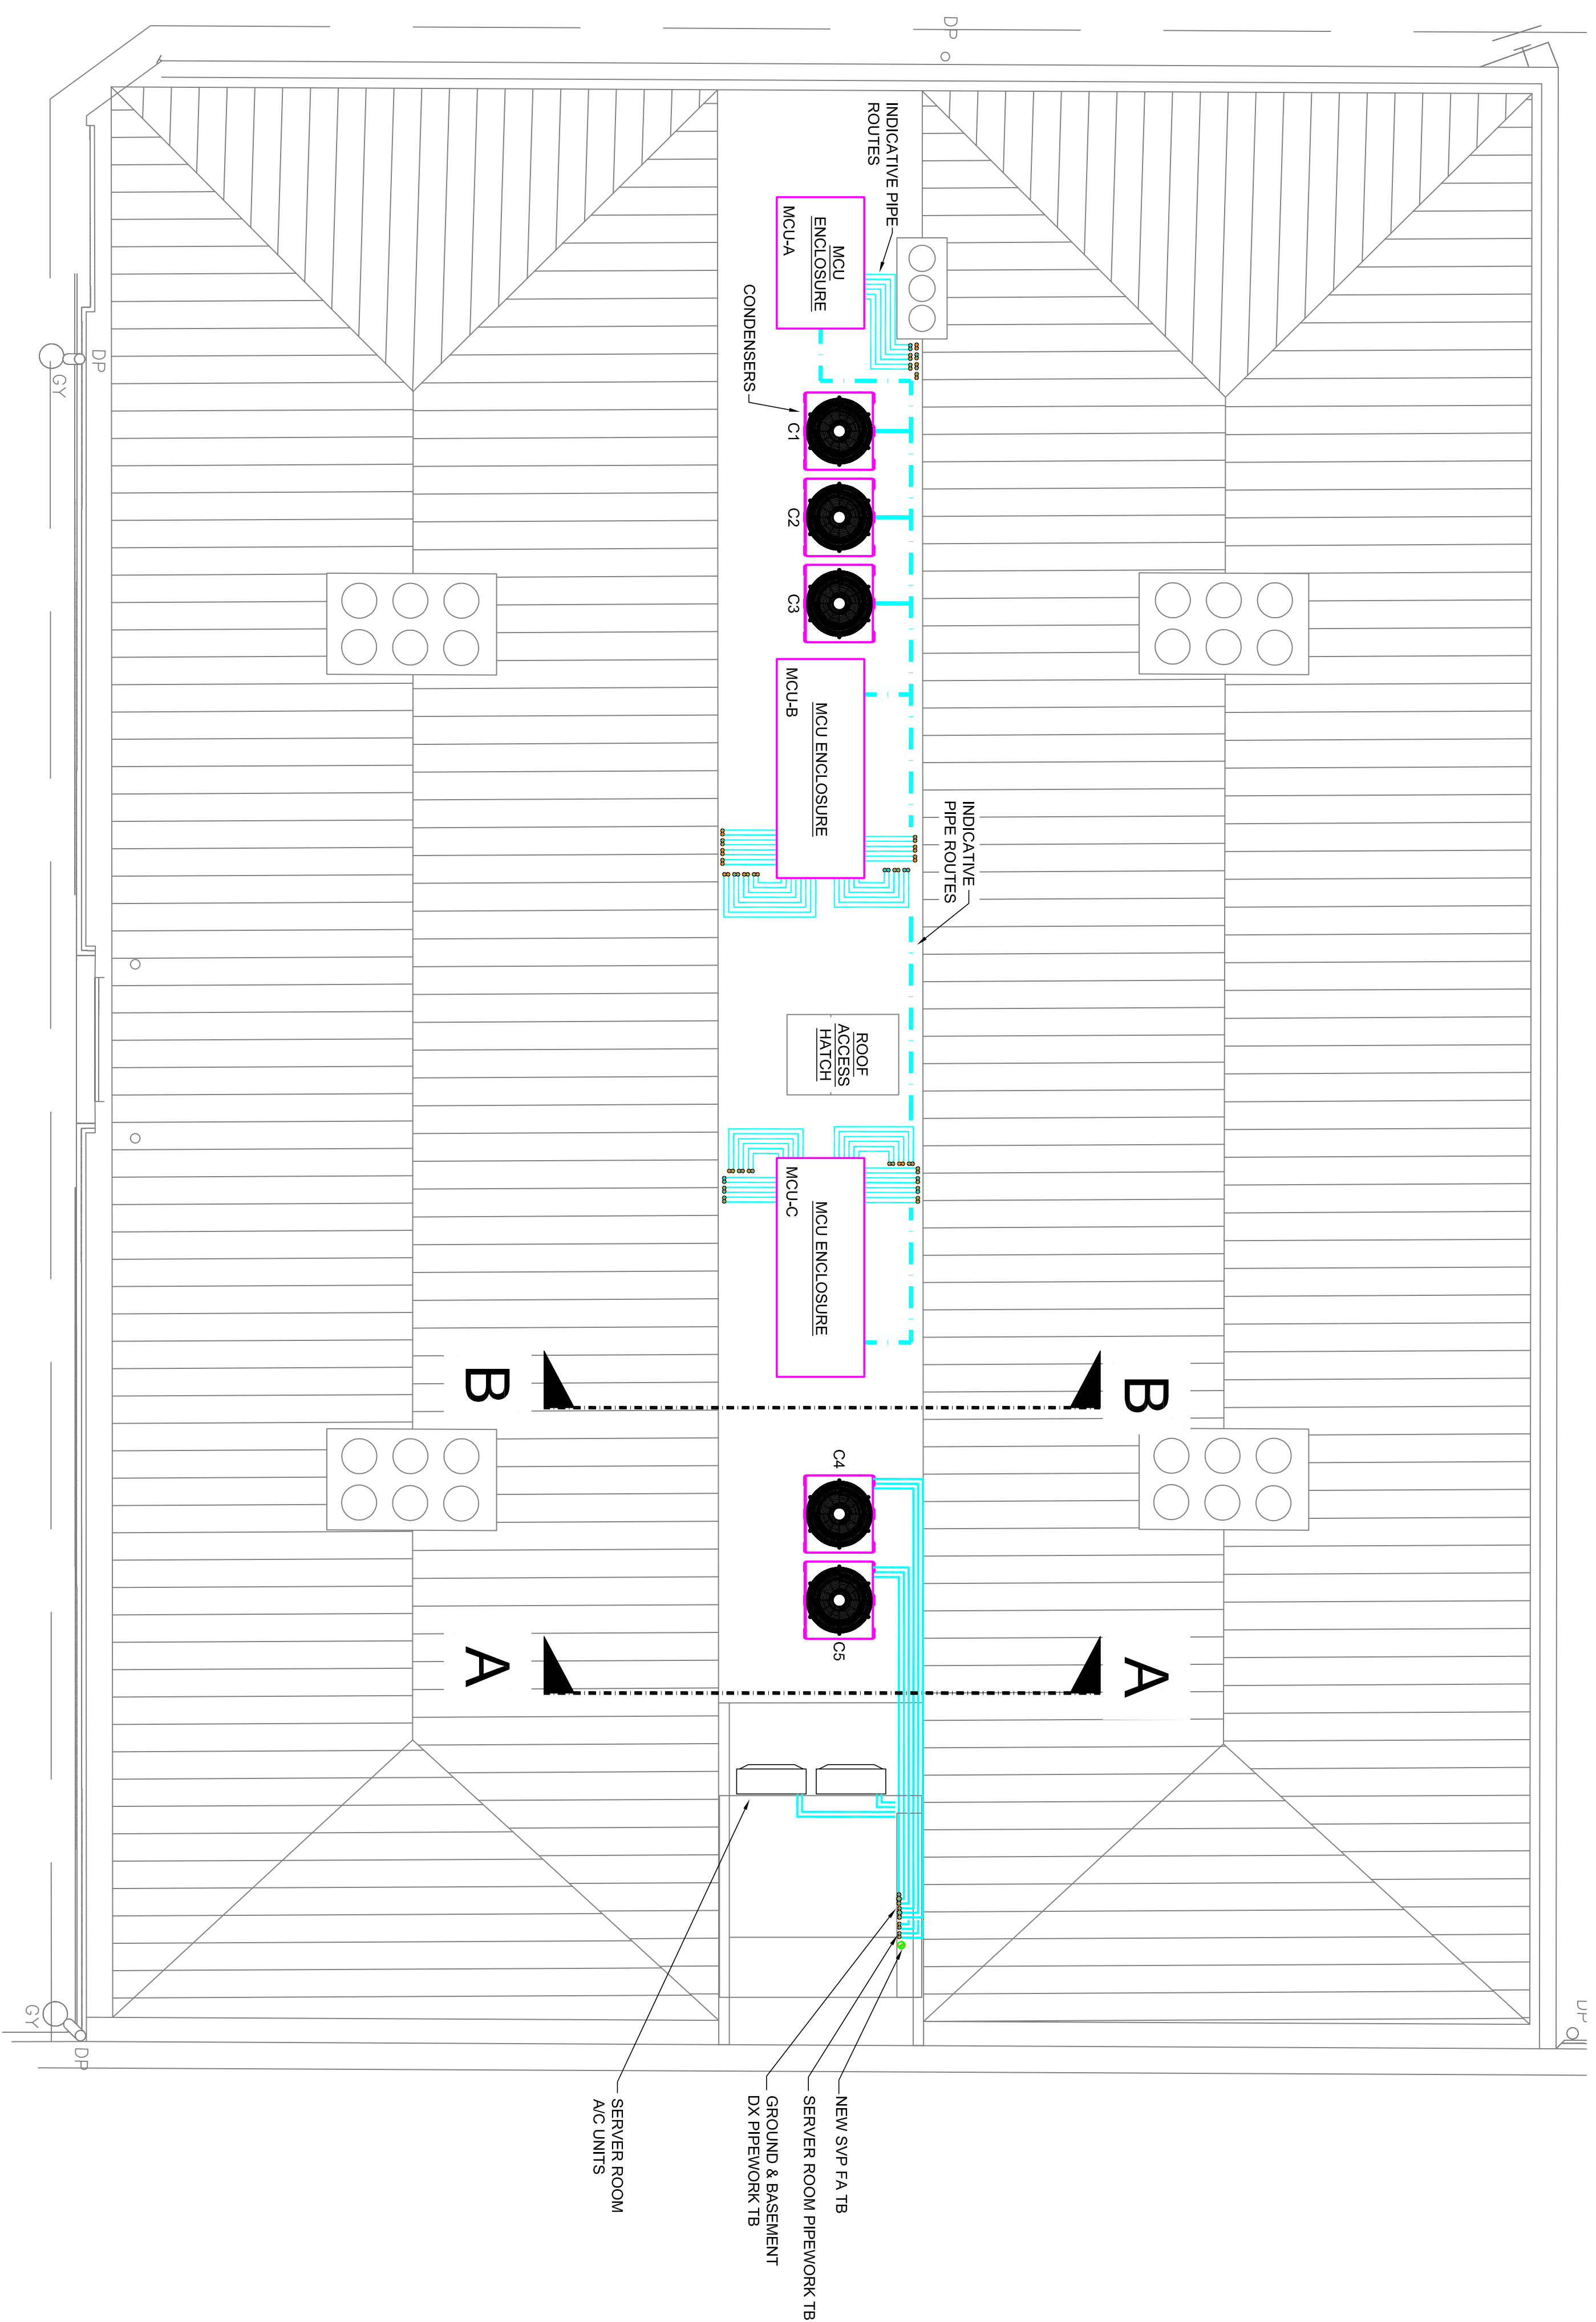 DP
INDICATIVE PIPE
ROUTES
MCU
ENCLOSURE
MCU-A
CONDENSERS
DP
GY
C1
C2
C3
MCU-B
MCU ENCLOSURE
INDICATIVE
PIPE ROUTES
ROOF
ACCESS
HATCH
MCU-C
MCU ENCLOSURE
B
B
C4
C5
A
A
GY
DP
DP
NEW SVP FA TB
SERVER ROOM PIPEWORK TB
GROUND & BASEMENT
DX PIPEWORK TB
SERVER ROOM
A/C UNITS